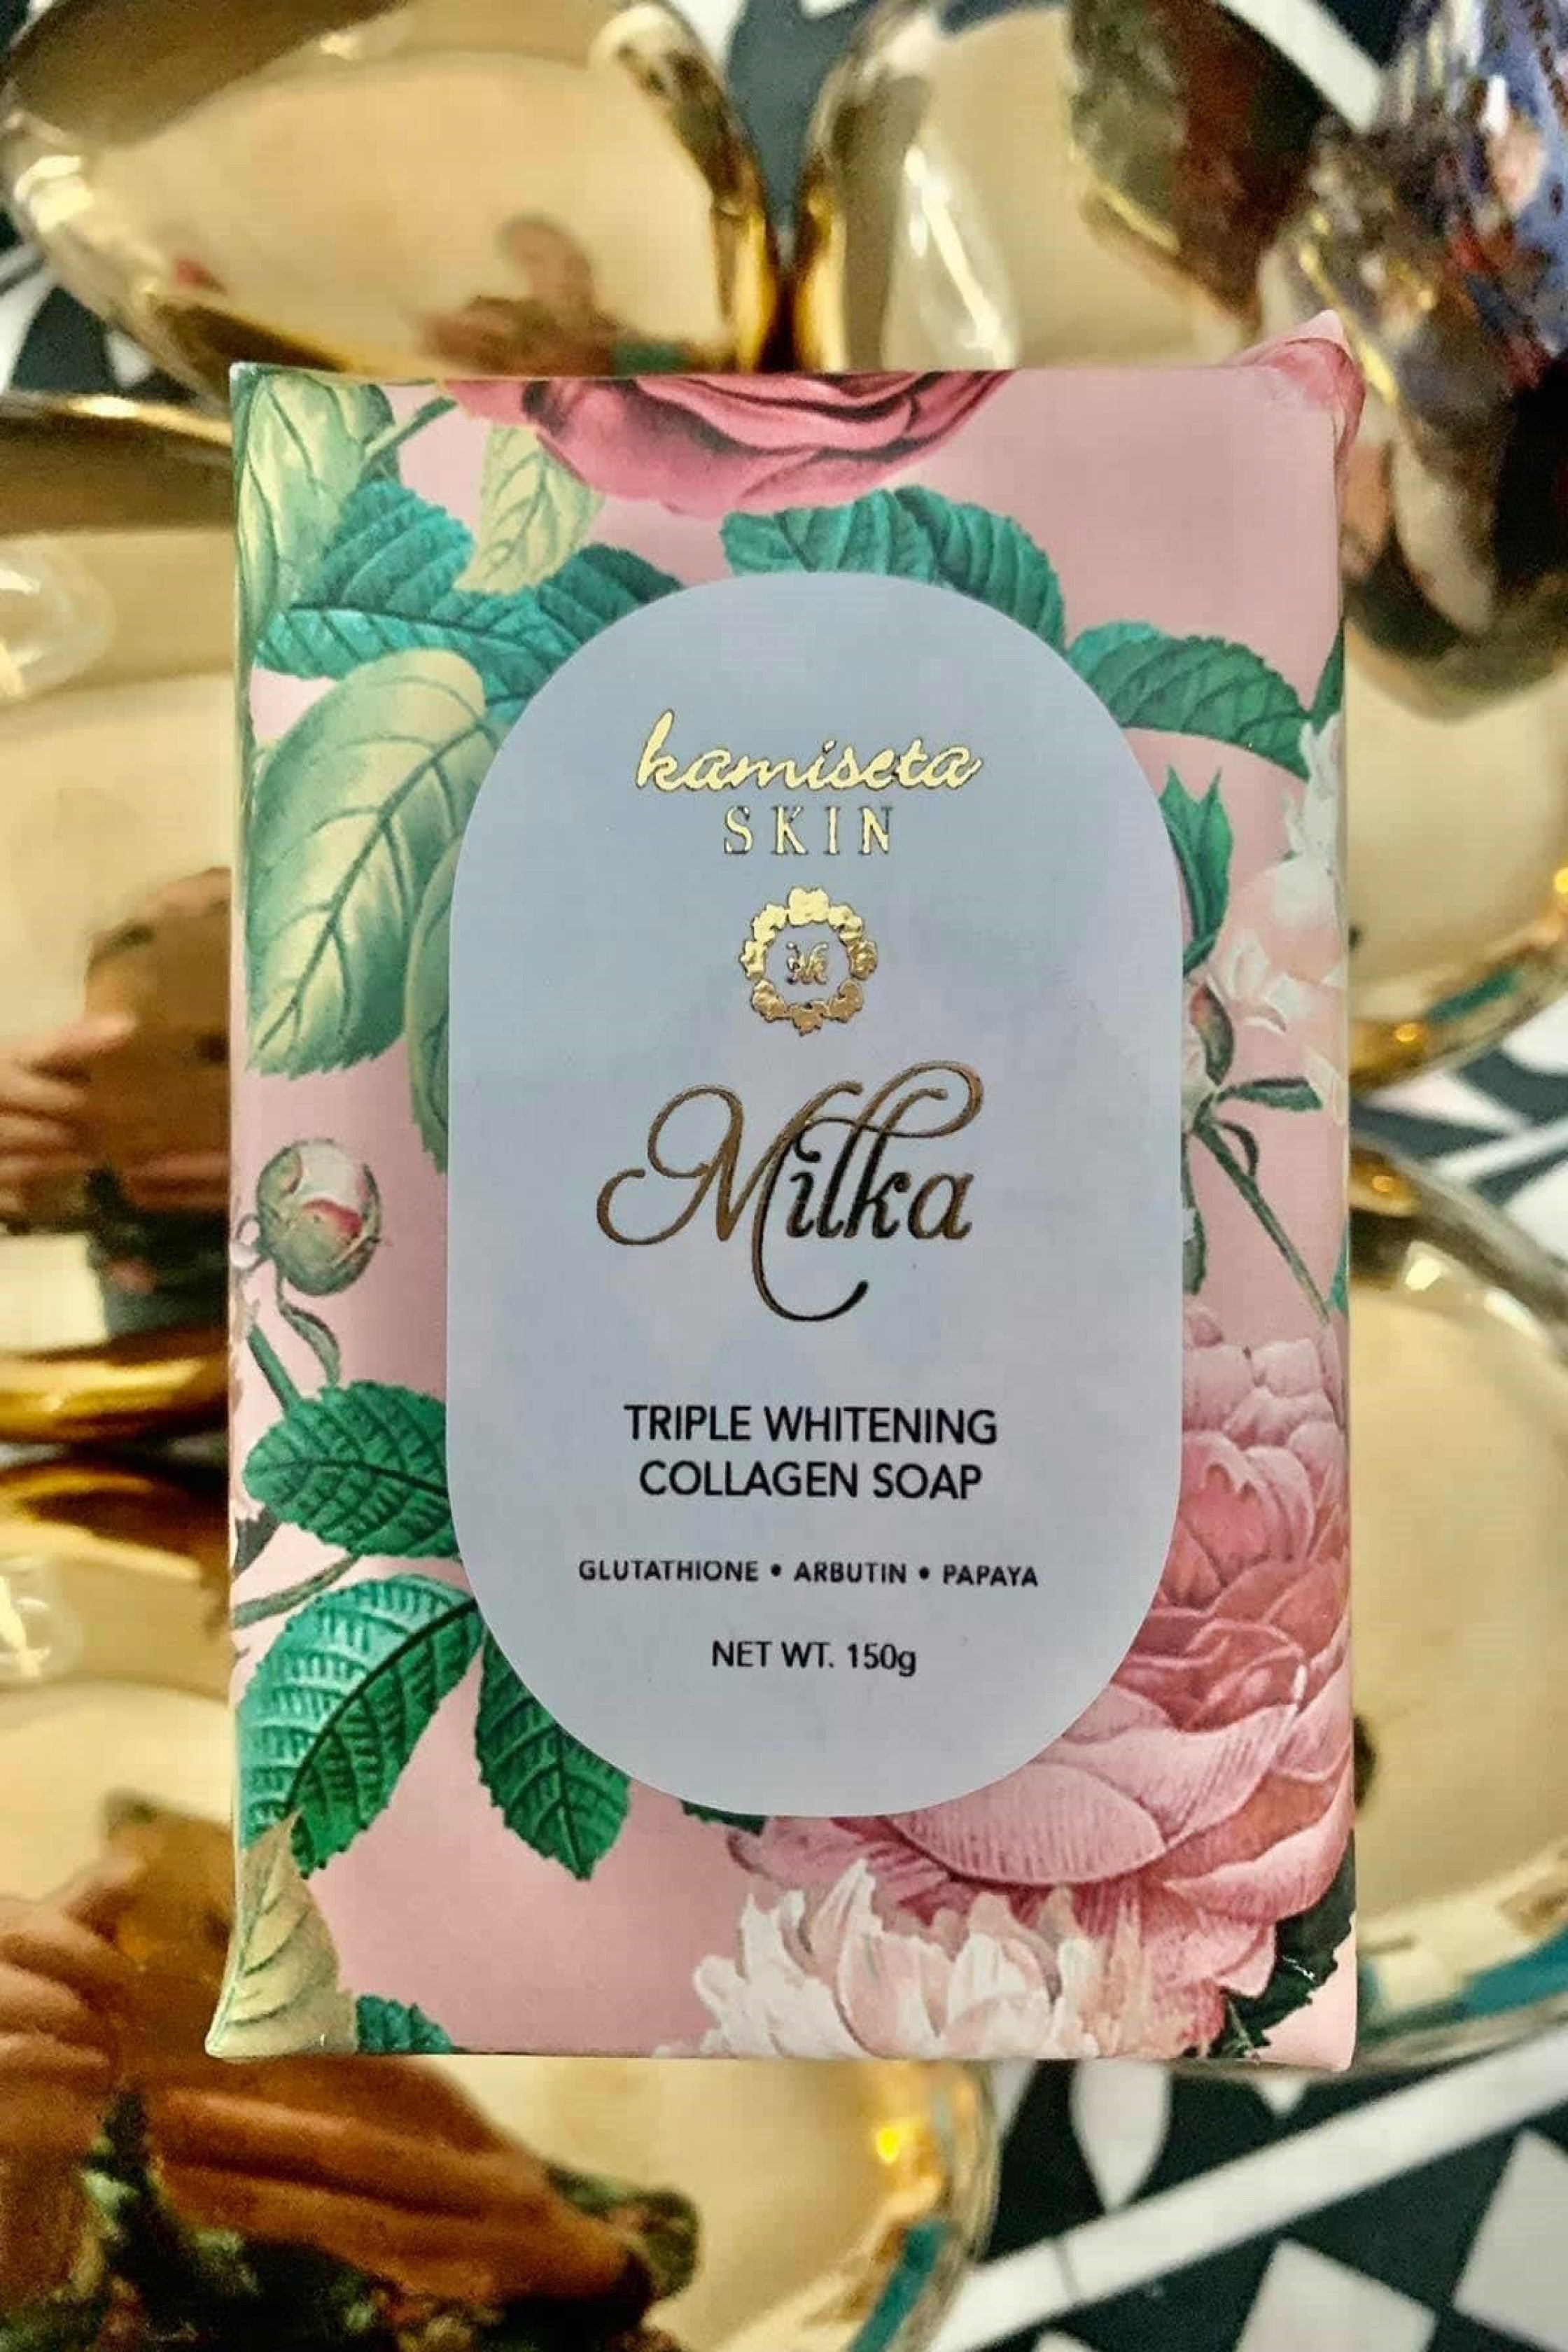 kamiseta
SKIN
Milka
TRIPLE WHITENING
COLLAGEN SOAP
GLUTATHIONE • ARBUTIN • PAPAYA
NET WT. 150g